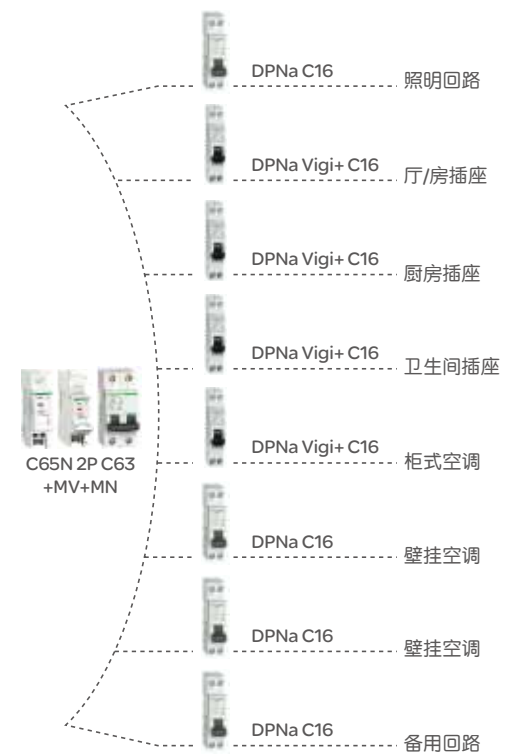 DPNa C16
照明回路
DPNa Vigi+ C16
厅/房插座
DPNa Vigi+ C16
厨房插座
DPNa Vigi+ C16
卫生间插座
C65N 2P C63
+MV+MN
DPNa Vigi+ C16
柜式空调
DPNa C16
壁挂空调
DPNa C16
壁挂空调
DPNa C16
备用回路